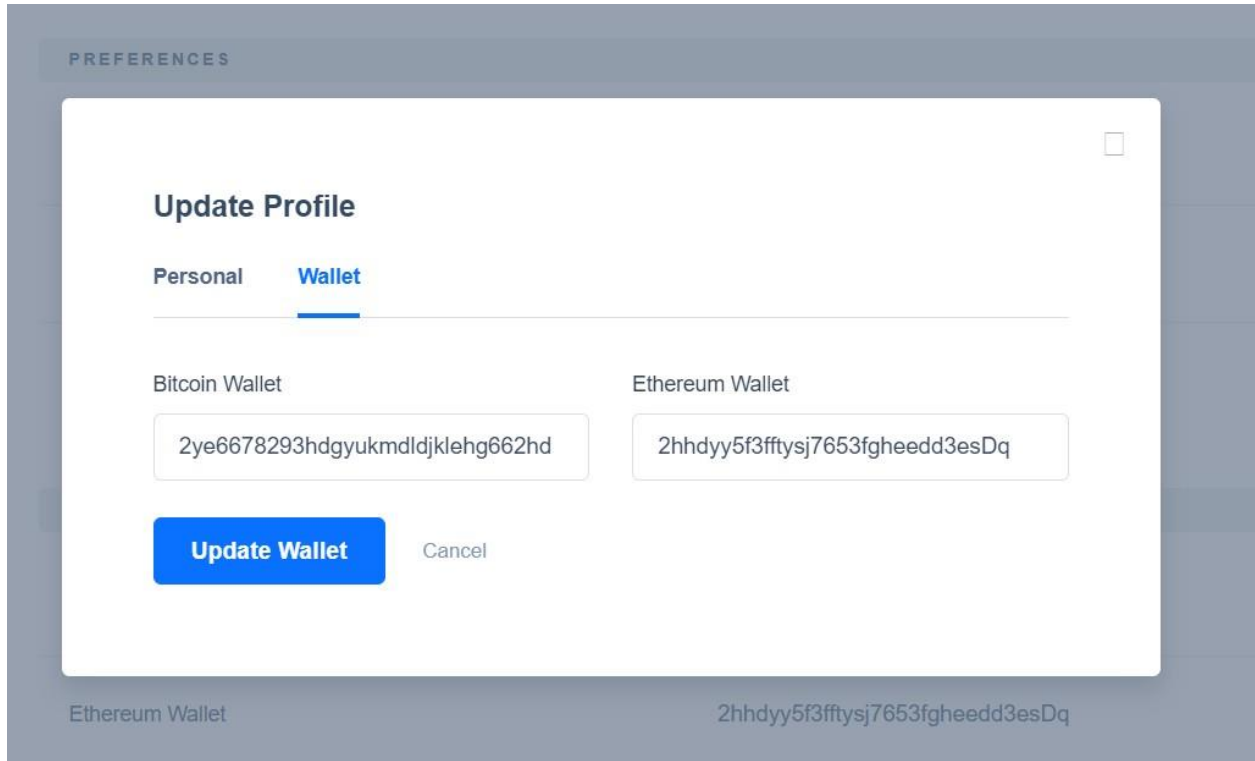 PREFERENCES
Update Profile
Personal Wallet
Bitcoin Wallet Ethereum Wallet
2ye6678293hdgyukmdldjklehg662hd 2hhdyy5f3fftysj7653fgheedd3esDq
Update Wallet Cancel
Ethereum Wallet 2hhdyy5f3fftysj7653fgheedd3esDq